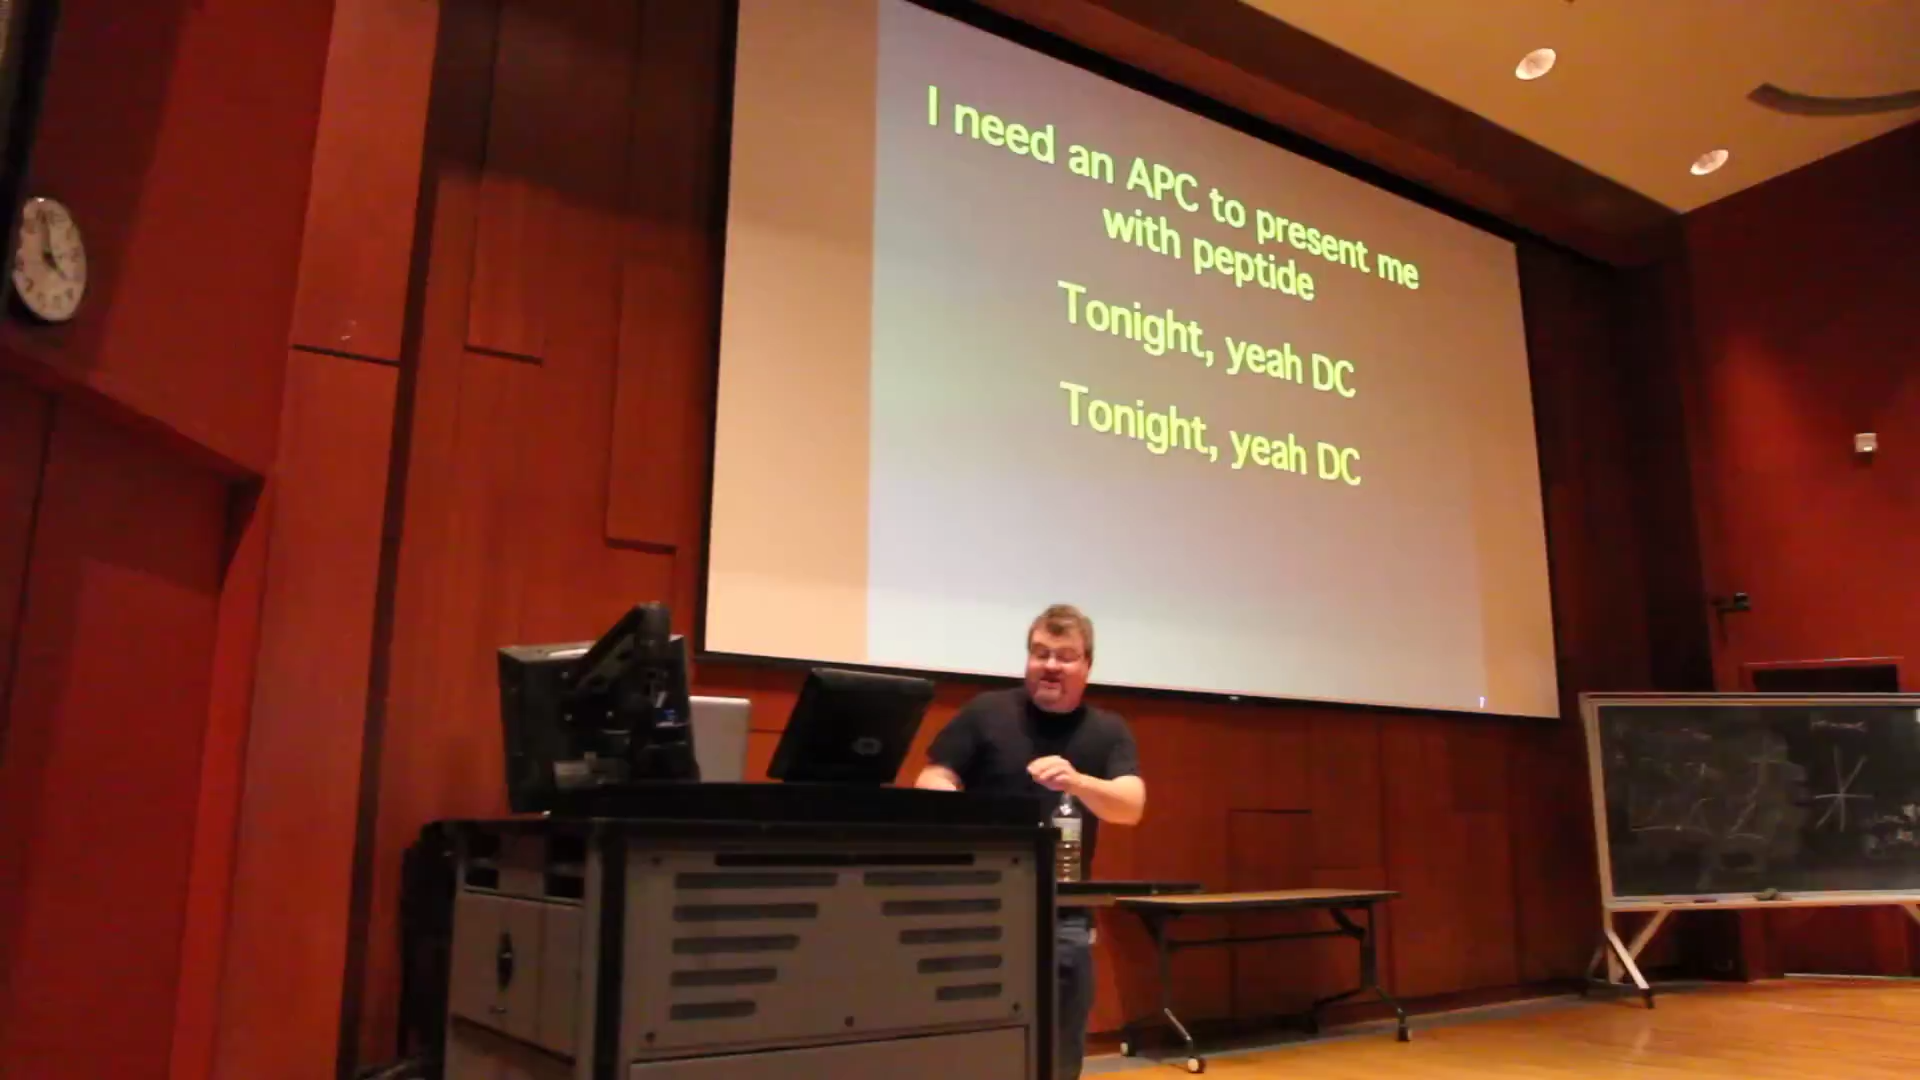 I need an APC to present me
with peptide
Tonight, yeah DC
Tonight, yeah DC